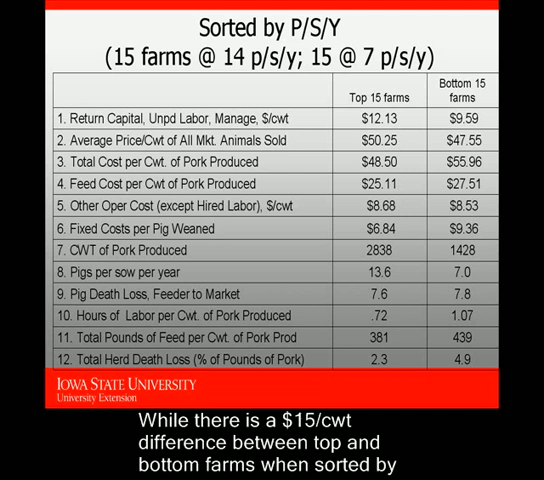 Sorted by P/S/Y
(15 farms @ 14 p/s/y; 15 @ 7 p/s/y)
Top 15 farms Bottom 15 farms
1. Return Capital, Unpd Labor, Manage, $/cwt $12.13 $9.59
2. Average Price/Cwt of All Mkt. Animals Sold $50.25 $47.55
3. Total Cost per Cwt. of Pork Produced $48.50 $55.96
4. Feed Cost per Cwt of Pork Produced $25.11 $27.51
5. Other Oper Cost (except Hired Labor), $/cwt $8.68 $8.53
6. Fixed Costs per Pig Weaned $6.84 $9.36
7. CWT of Pork Produced 2838 1428
8. Pigs per sow per year 13.6 7.0
9. Pig Death Loss, Feeder to Market 7.6 7.8
10. Hours of Labor per Cwt. of Pork Produced .72 1.07
11. Total Pounds of Feed per Cwt. of Pork Prod 381 439
12. Total Herd Death Loss (% of Pounds of Pork) 2.3 4.9
IOWA STATE UNIVERSITY
University Extension
While there is a $15/cwt
difference between top and
bottom farms when sorted by